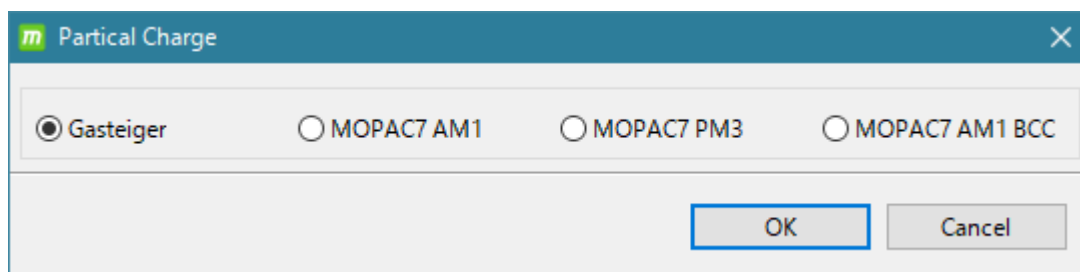 m Partical Charge
Gasteiger MOPAC7 AM1 MOPAC7 PM3 MOPAC7 AM1 BCC
OK Cancel